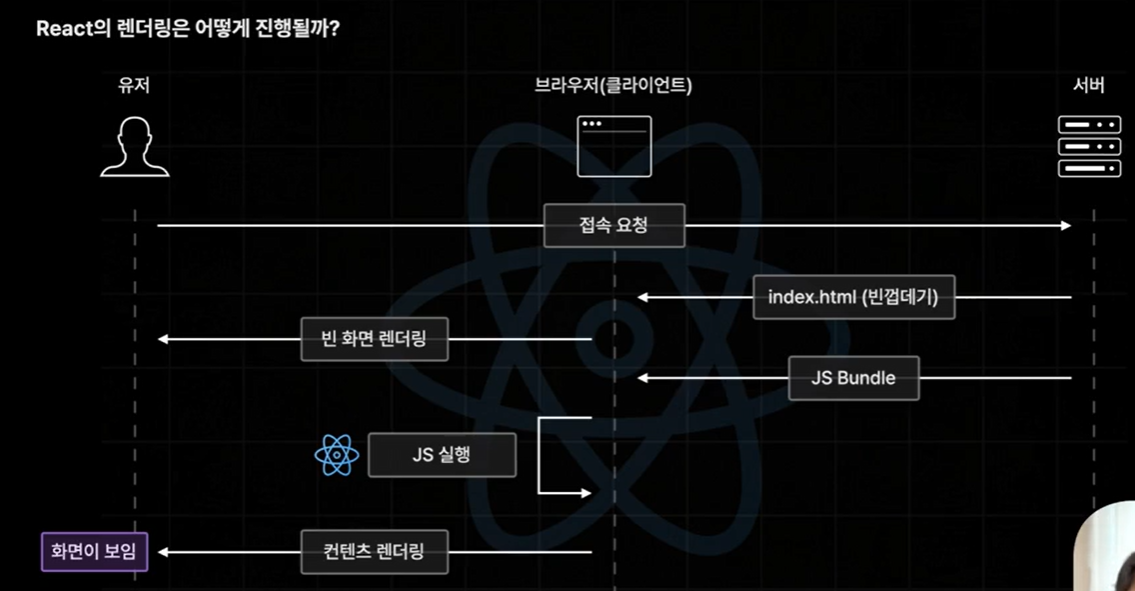 React의 렌더링은 어떻게 진행될까?
유저
브라우저(클라이언트)
서버
접속 요청
index.html (빈껍데기)
빈 화면 렌더링
JS Bundle
JS 실행
화면이 보임
컨텐츠 렌더링